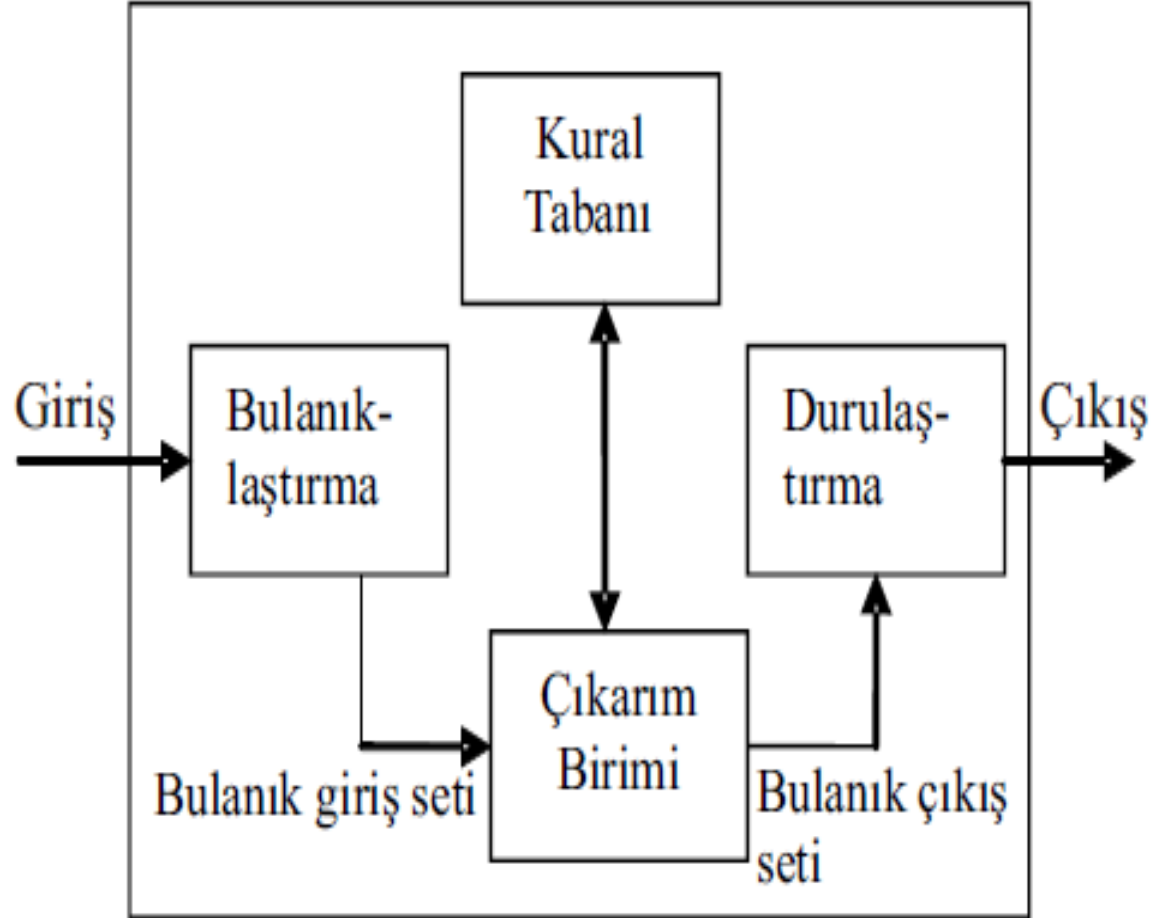 Kural
Tabanı
Giriş
Bulanık-
laştırma
Durulaş-
tırma
Çıkış
Çıkarım
Birimi
Bulanık giriş seti
Bulanık çıkış
seti